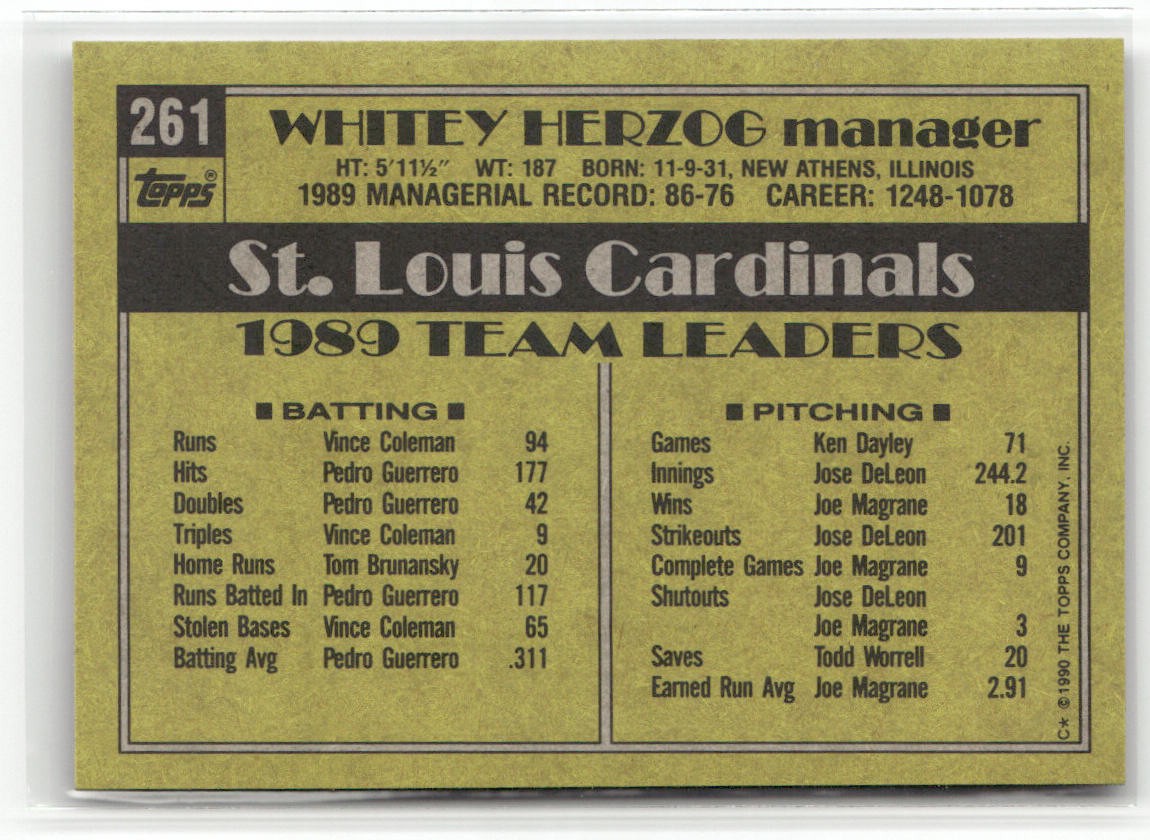 261
WHITEY HERZOG manager
HT: 5'11½" WT: 187 BORN: 11-9-31, NEW ATHENS, ILLINOIS
Topps®
1989 MANAGERIAL RECORD: 86-76 CAREER: 1248-1078
St. Louis Cardinals
1989 TEAM LEADERS
■ BATTING ■
Runs Vince Coleman 94
Hits Pedro Guerrero 177
Doubles Pedro Guerrero 42
Triples Vince Coleman 9
Home Runs Tom Brunansky 20
Runs Batted In Pedro Guerrero 117
Stolen Bases Vince Coleman 65
Batting Avg Pedro Guerrero .311
■ PITCHING ■
Games Ken Dayley 71
Innings Jose DeLeon 244.2
Wins Joe Magrane 18
Strikeouts Jose DeLeon 201
Complete Games Joe Magrane 9
Shutouts Jose DeLeon
Joe Magrane 3
Saves Todd Worrell 20
Earned Run Avg Joe Magrane 2.91
C* © 1990 THE TOPPS COMPANY, INC.